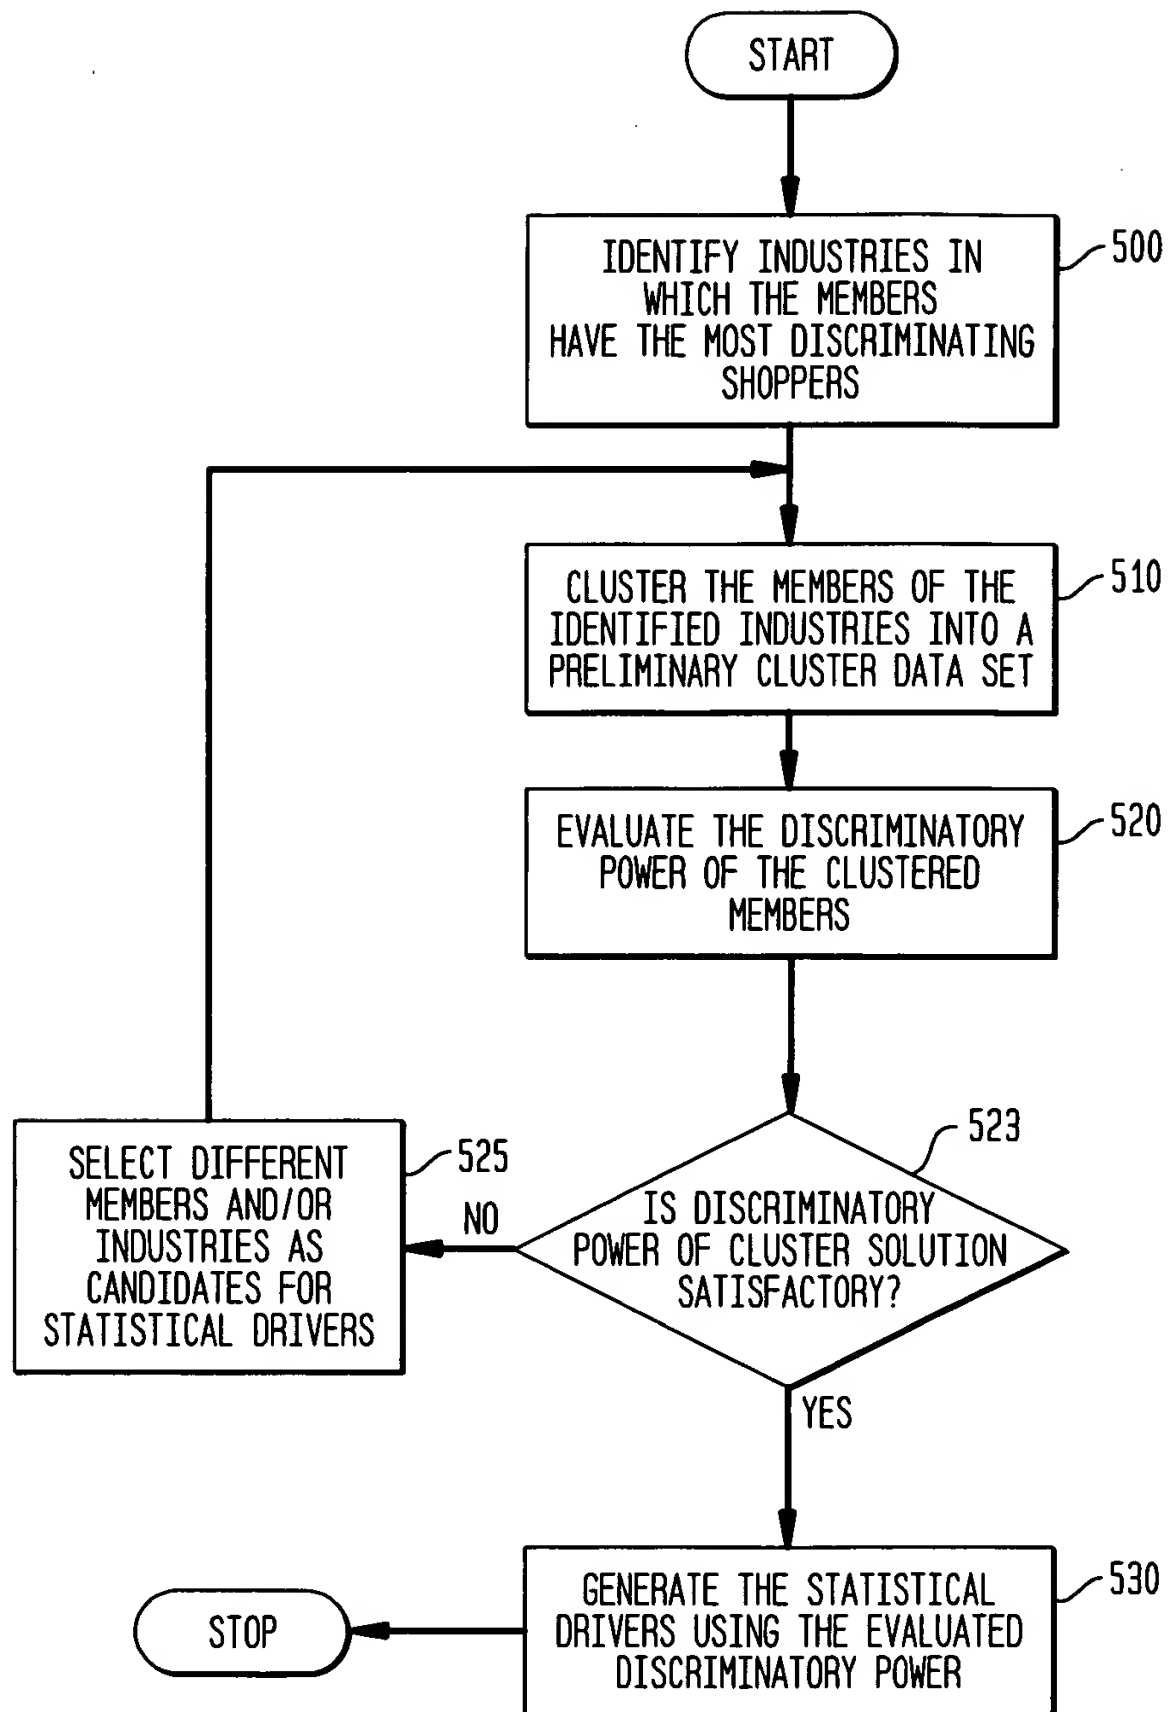 START
IDENTIFY INDUSTRIES IN
WHICH THE MEMBERS
HAVE THE MOST DISCRIMINATING
SHOPPERS
500
CLUSTER THE MEMBERS OF THE
IDENTIFIED INDUSTRIES INTO A
PRELIMINARY CLUSTER DATA SET
510
EVALUATE THE DISCRIMINATORY
POWER OF THE CLUSTERED
MEMBERS
520
IS DISCRIMINATORY
POWER OF CLUSTER SOLUTION
SATISFACTORY?
523
NO
SELECT DIFFERENT
MEMBERS AND/OR
INDUSTRIES AS
CANDIDATES FOR
STATISTICAL DRIVERS
525
YES
GENERATE THE STATISTICAL
DRIVERS USING THE EVALUATED
DISCRIMINATORY POWER
530
STOP